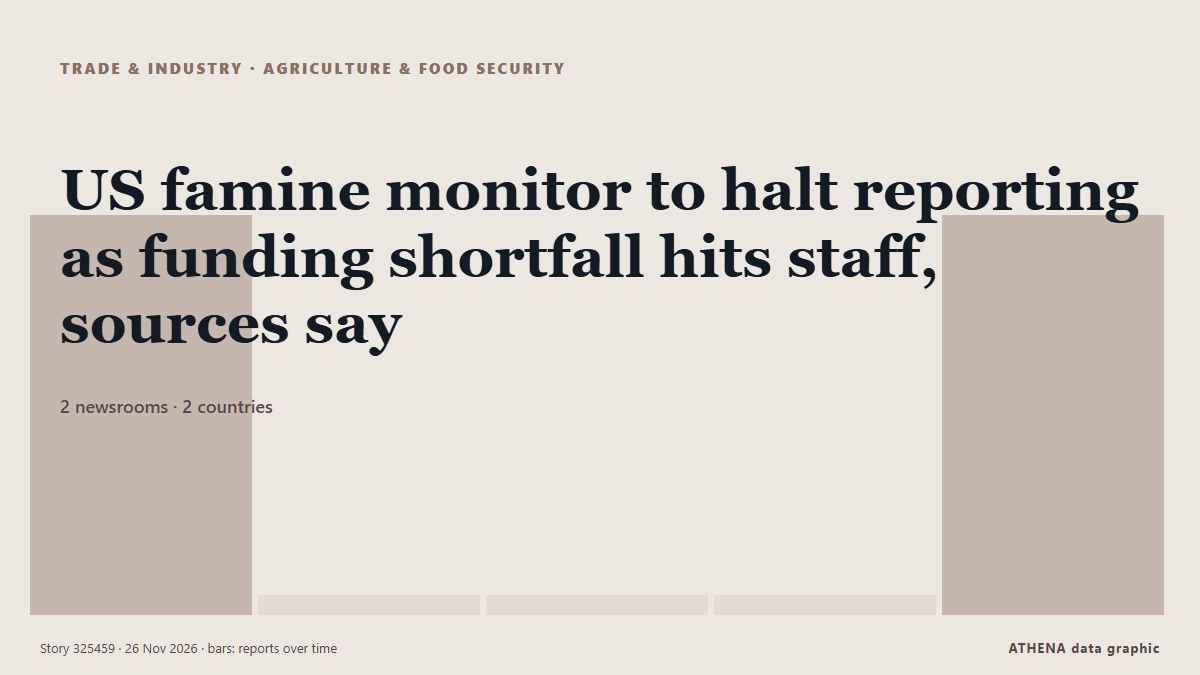 TRADE & INDUSTRY · AGRICULTURE & FOOD SECURITY
US famine monitor to halt reporting
as funding shortfall hits staff,
sources say
2 newsrooms · 2 countries
Story 325459 · 26 Nov 2026 · bars: reports over time
ATHENA data graphic